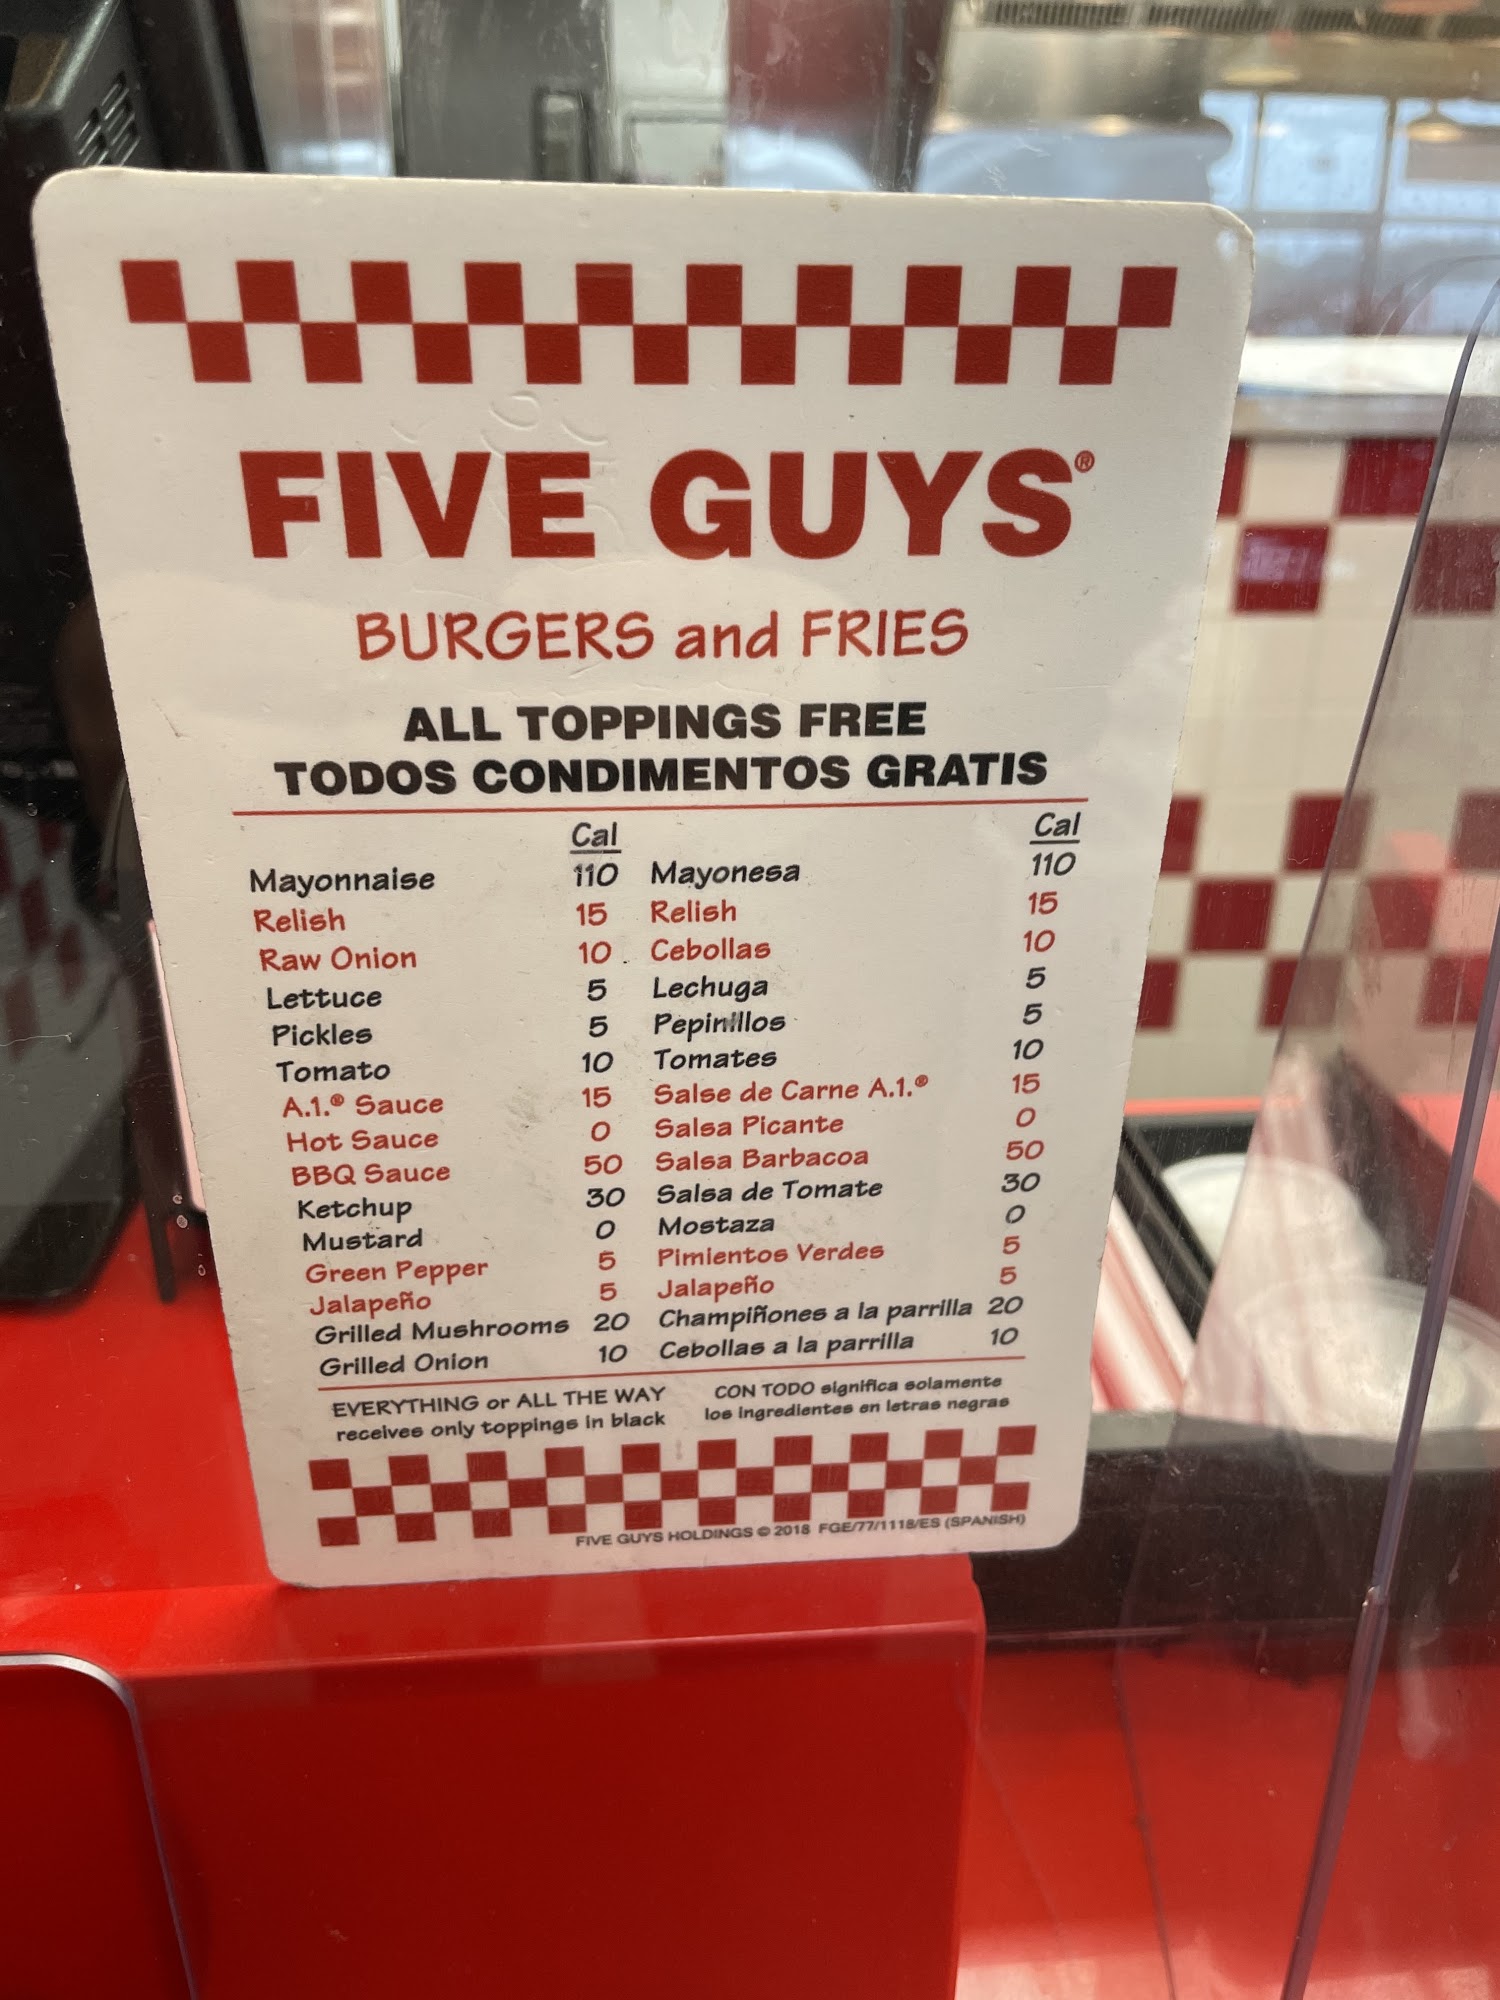 FIVE GUYS®
BURGERS and FRIES
ALL TOPPINGS FREE
TODOS CONDIMENTOS GRATIS
Cal Cal
Mayonnaise 110 Mayonesa 110
Relish 15 Relish 15
Raw Onion 10 Cebollas 10
Lettuce 5 Lechuga 5
Pickles 5 Pepinillos 5
Tomato 10 Tomates 10
A.1.® Sauce 15 Salse de Carne A.1.® 15
Hot Sauce 0 Salsa Picante 0
BBQ Sauce 50 Salsa Barbacoa 50
Ketchup 30 Salsa de Tomate 30
Mustard 0 Mostaza 0
Green Pepper 5 Pimientos Verdes 5
Jalapeño 5 Jalapeño 5
Grilled Mushrooms 20 Champiñones a la parrilla 20
Grilled Onion 10 Cebollas a la parrilla 10
EVERYTHING or ALL THE WAY CON TODO significa solamente
receives only toppings in black los ingredientes en letras negras
FIVE GUYS HOLDINGS © 2018 FGE/77/1118/ES (SPANISH)